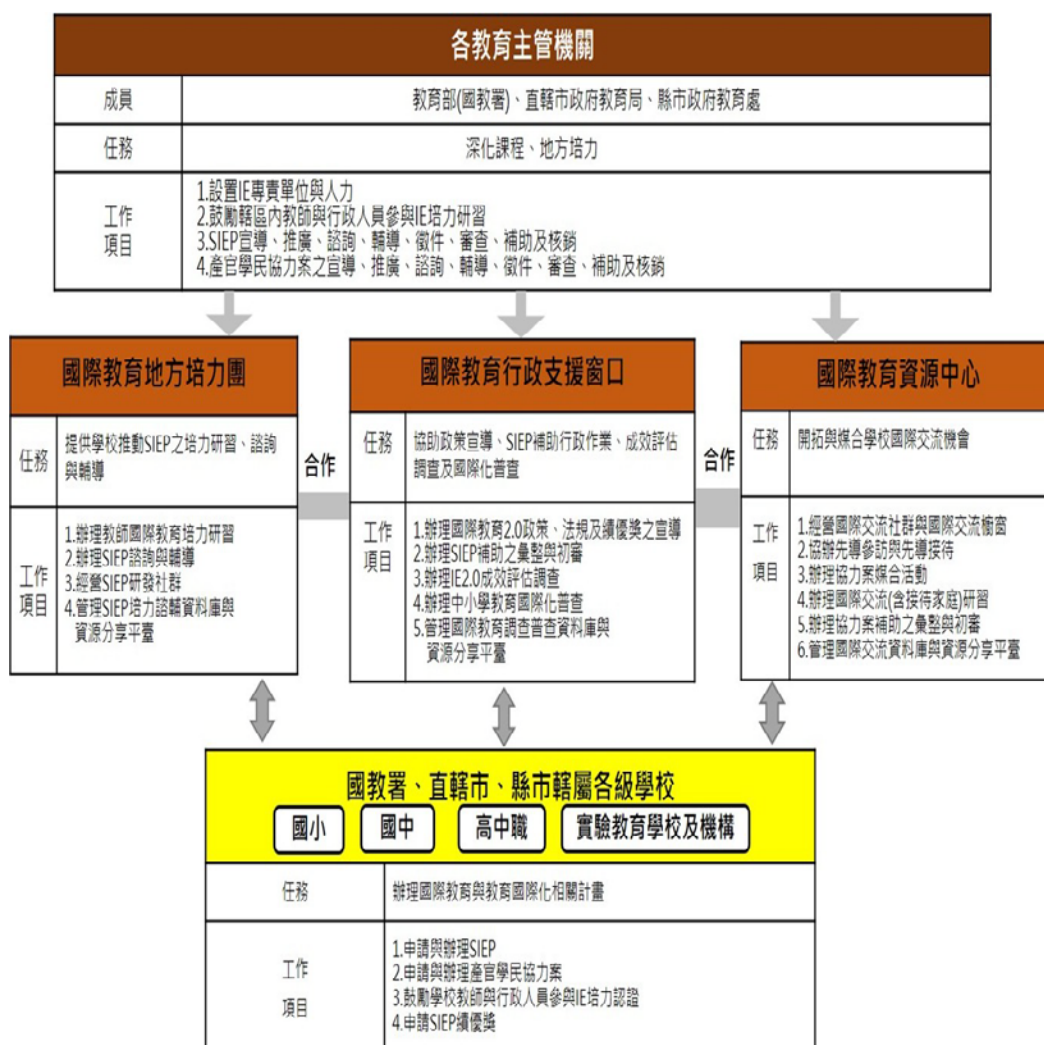 各教育主管機關
成員
教育部(國教署)、直轄市政府教育局、縣市政府教育處
任務
深化課程、地方培力
工作
項目
1.設置IE專責單位與人力
2.鼓勵轄區內教師與行政人員參與IE培力研習
3.SIEP宣導、推廣、諮詢、輔導、徵件、審查、補助及核銷
4.產官學民協力案之宣導、推廣、諮詢、輔導、徵件、審查、補助及核銷
國際教育地方培力團
任務
提供學校推動SIEP之培力研習、諮詢
與輔導
工作
項目
1.辦理教師國際教育培力研習
2.辦理SIEP諮詢與輔導
3.經營SIEP研發社群
4.管理SIEP培力諮輔資料庫與
資源分享平臺
合作
國際教育行政支援窗口
任務
協助政策宣導、SIEP補助行政作業、成效評估
調查及國際化普查
工作
項目
1.辦理國際教育2.0政策、法規及績優獎之宣導
2.辦理SIEP補助之彙整與初審
3.辦理IE2.0成效評估調查
4.辦理中小學教育國際化普查
5.管理國際教育調查普查資料庫與
資源分享平臺
合作
國際教育資源中心
任務
開拓與媒合學校國際交流機會
工作
項目
1.經營國際交流社群與國際交流櫥窗
2.協辦先導參訪與先導接待
3.辦理協力案媒合活動
4.辦理國際交流(含接待家庭)研習
5.辦理協力案補助之彙整與初審
6.管理國際交流資料庫與資源分享平臺
國教署、直轄市、縣市轄屬各級學校
國小
國中
高中職
實驗教育學校及機構
任務
辦理國際教育與教育國際化相關計畫
工作
項目
1.申請與辦理SIEP
2.申請與辦理產官學民協力案
3.鼓勵學校教師與行政人員參與IE培力認證
4.申請SIEP績優獎